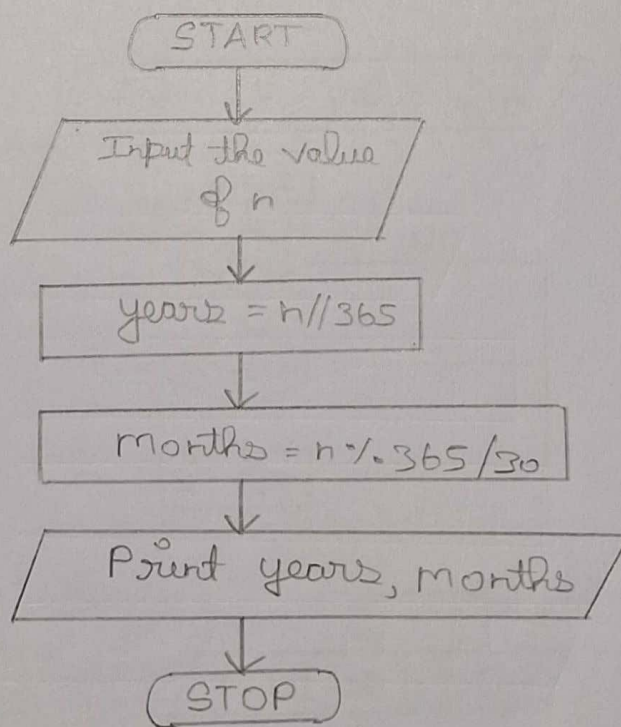 START
Input the value
of n
years = n//365
months = n%365/30
Print years, months
STOP